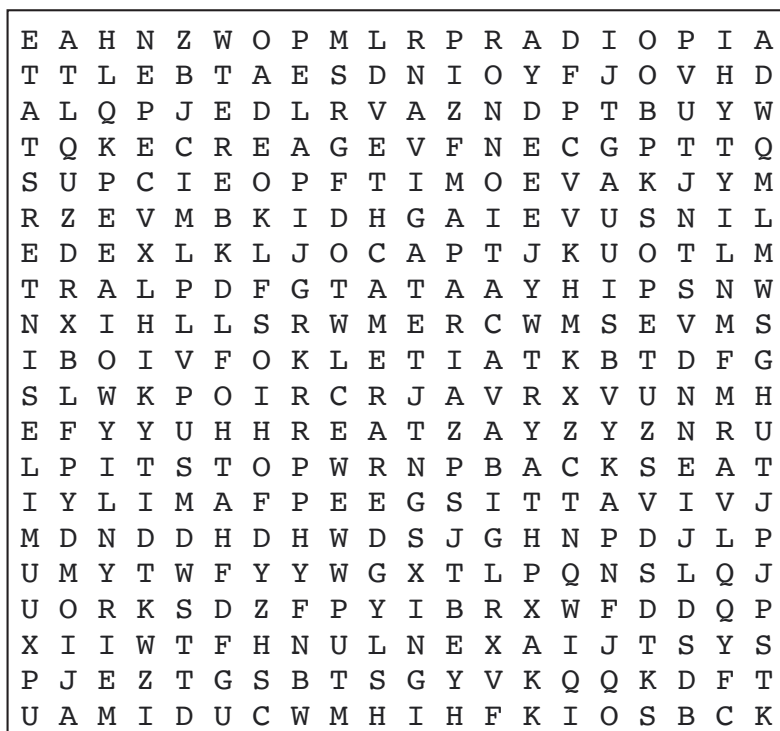 E A H N Z W O P M L R P R A D I O P I A
T T L E B T A E S D N I O Y F J O V H D
A L Q P J E D L R V A Z N D P T B U Y W
T Q K E C R E A G E V F N E C G P T T Q
S U P C I E O P F T I M O E V A K J Y M
R Z E V M B K I D H G A I E V U S N I L
E D E X L K L J O C A P T J K U O T L M
T R A L P D F G T A T A A Y H I P S N W
N X I H L L S R W M E R C W M S E V M S
I B O I V F O K L E T I A T K B T D F G
S L W K P O I R C R J A V R X V U N M H
E F Y Y U H H R E A T Z A Y Z Y Z N R U
L P I T S T O P W R N P B A C K S E A T
I Y L I M A F P E E G S I T T A V I V J
M D N D D H D H W D S J G H N P D J L P
U M Y T W F Y Y W G X T L P Q N S L Q J
U O R K S D Z F P Y I B R X W F D D Q P
X I I W T F H N U L N E X A I J T S Y S
P J E Z T G S B T S G Y V K Q Q K D F T
U A M I D U C W M H I H F K I O S B C K